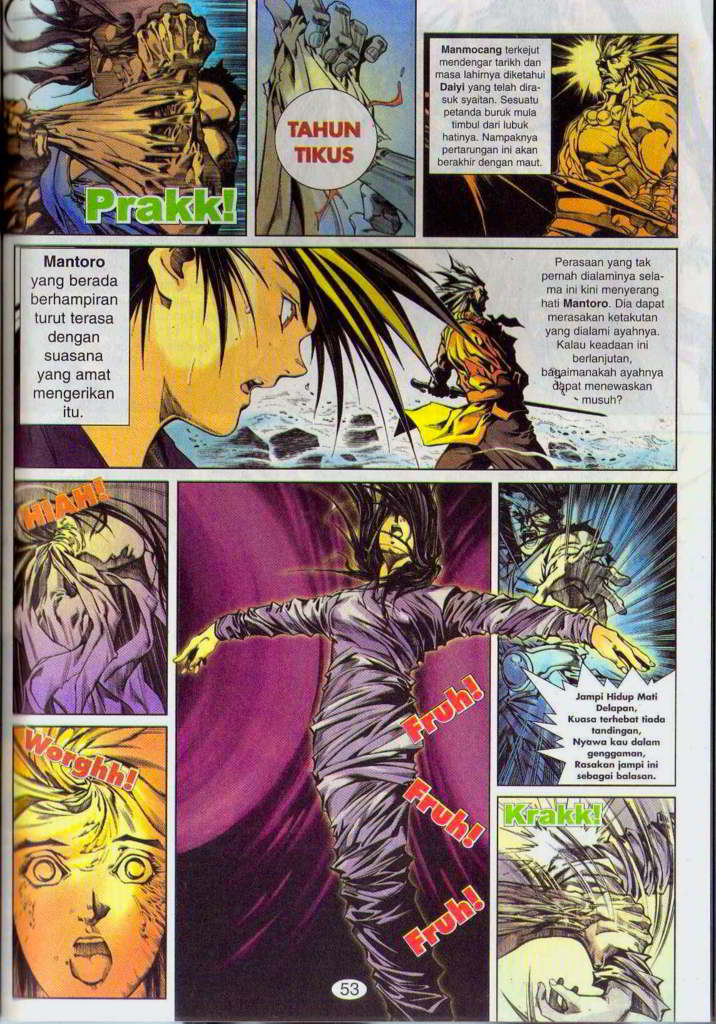 Prakk!
TAHUN
TIKUS
Manmocang terkejut
mendengar tarikh dan
masa lahirnya diketahui
Daiyi yang telah dira-
suk syaitan. Sesuatu
petanda buruk mula
timbul dari lubuk
hatinya. Nampaknya
pertarungan ini akan
berakhir dengan maut.
Mantoro
yang berada
berhampiran
turut terasa
dengan
suasana
yang amat
mengerikan
itu.
Perasaan yang tak
pernah dialaminya sela-
ma ini kini menyerang
hati Mantoro. Dia dapat
merasakan ketakutan
yang dialami ayahnya.
Kalau keadaan ini
berlanjutan,
bagaimanakah ayahnya
dapat menewaskan
musuh?
HIAH!
Fruh!
Fruh!
Fruh!
Jampi Hidup Mati
Delapan,
Kuasa terhebat tiada
tandingan,
Nyawa kau dalam
genggaman,
Rasakan jampi ini
sebagai balasan.
Worghh!
Krakk!
53